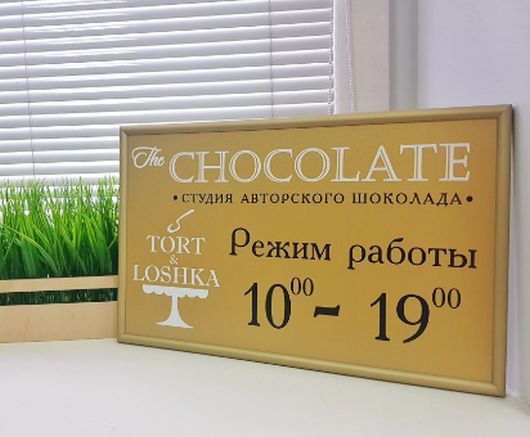 The CHOCOLATE
•СТУДИЯ АВТОРСКОГО ШОКОЛАДА•
TORT
&
LOSHKA
Режим работы
10⁰⁰ - 19⁰⁰